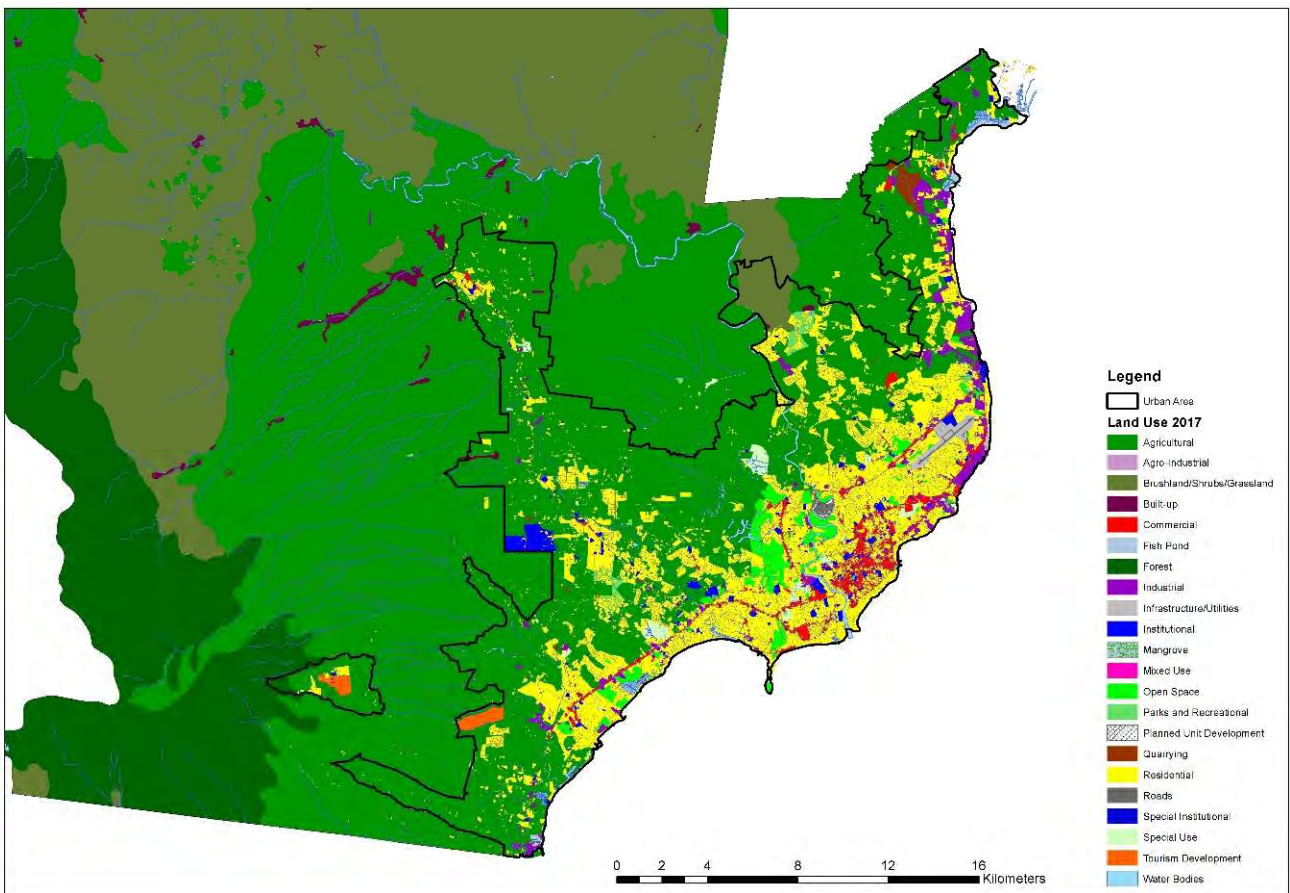 Legend
Urban Area
Land Use 2017
Agricultural
Agro-Industrial
Brushland/Shrubs/Grassland
Built-up
Commercial
Fish Pond
Forest
Industrial
Infrastructure/Utilities
Institutional
Mangrove
Mixed Use
Open Space
Parks and Recreational
Planned Unit Development
Quarrying
Residential
Roads
Special Institutional
Special Use
Tourism Development
Water Bodies
0 2 4 8 12 16
Kilometers